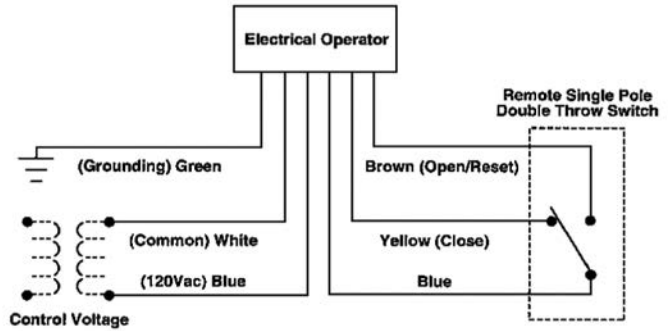 Electrical Operator
Remote Single Pole
Double Throw Switch
(Grounding) Green
Brown (Open/Reset)
(Common) White
Yellow (Close)
(120Vac) Blue
Blue
Control Voltage